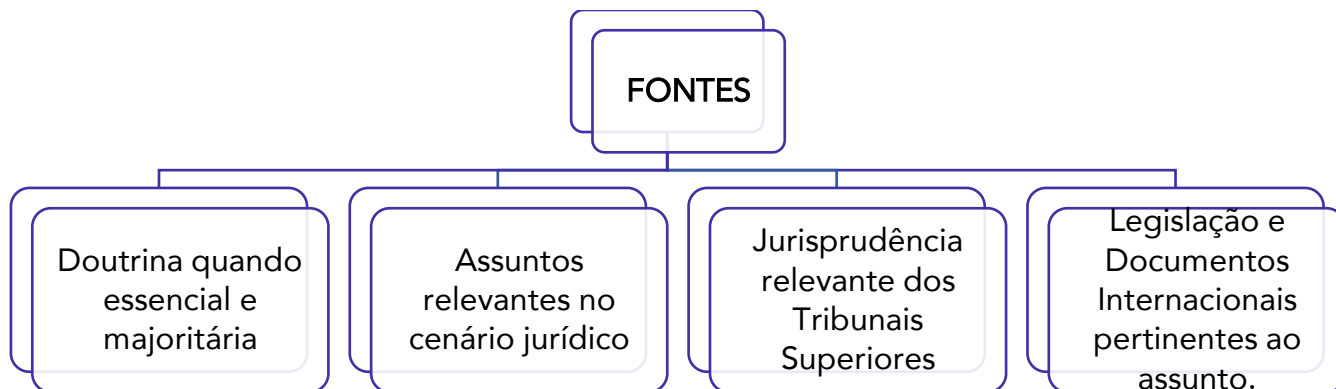 FONTES
Doutrina quando
essencial e
majoritária
Assuntos
relevantes no
cenário jurídico
Jurisprudência
relevante dos
Tribunais
Superiores
Legislação e
Documentos
Internacionais
pertinentes ao
assunto.